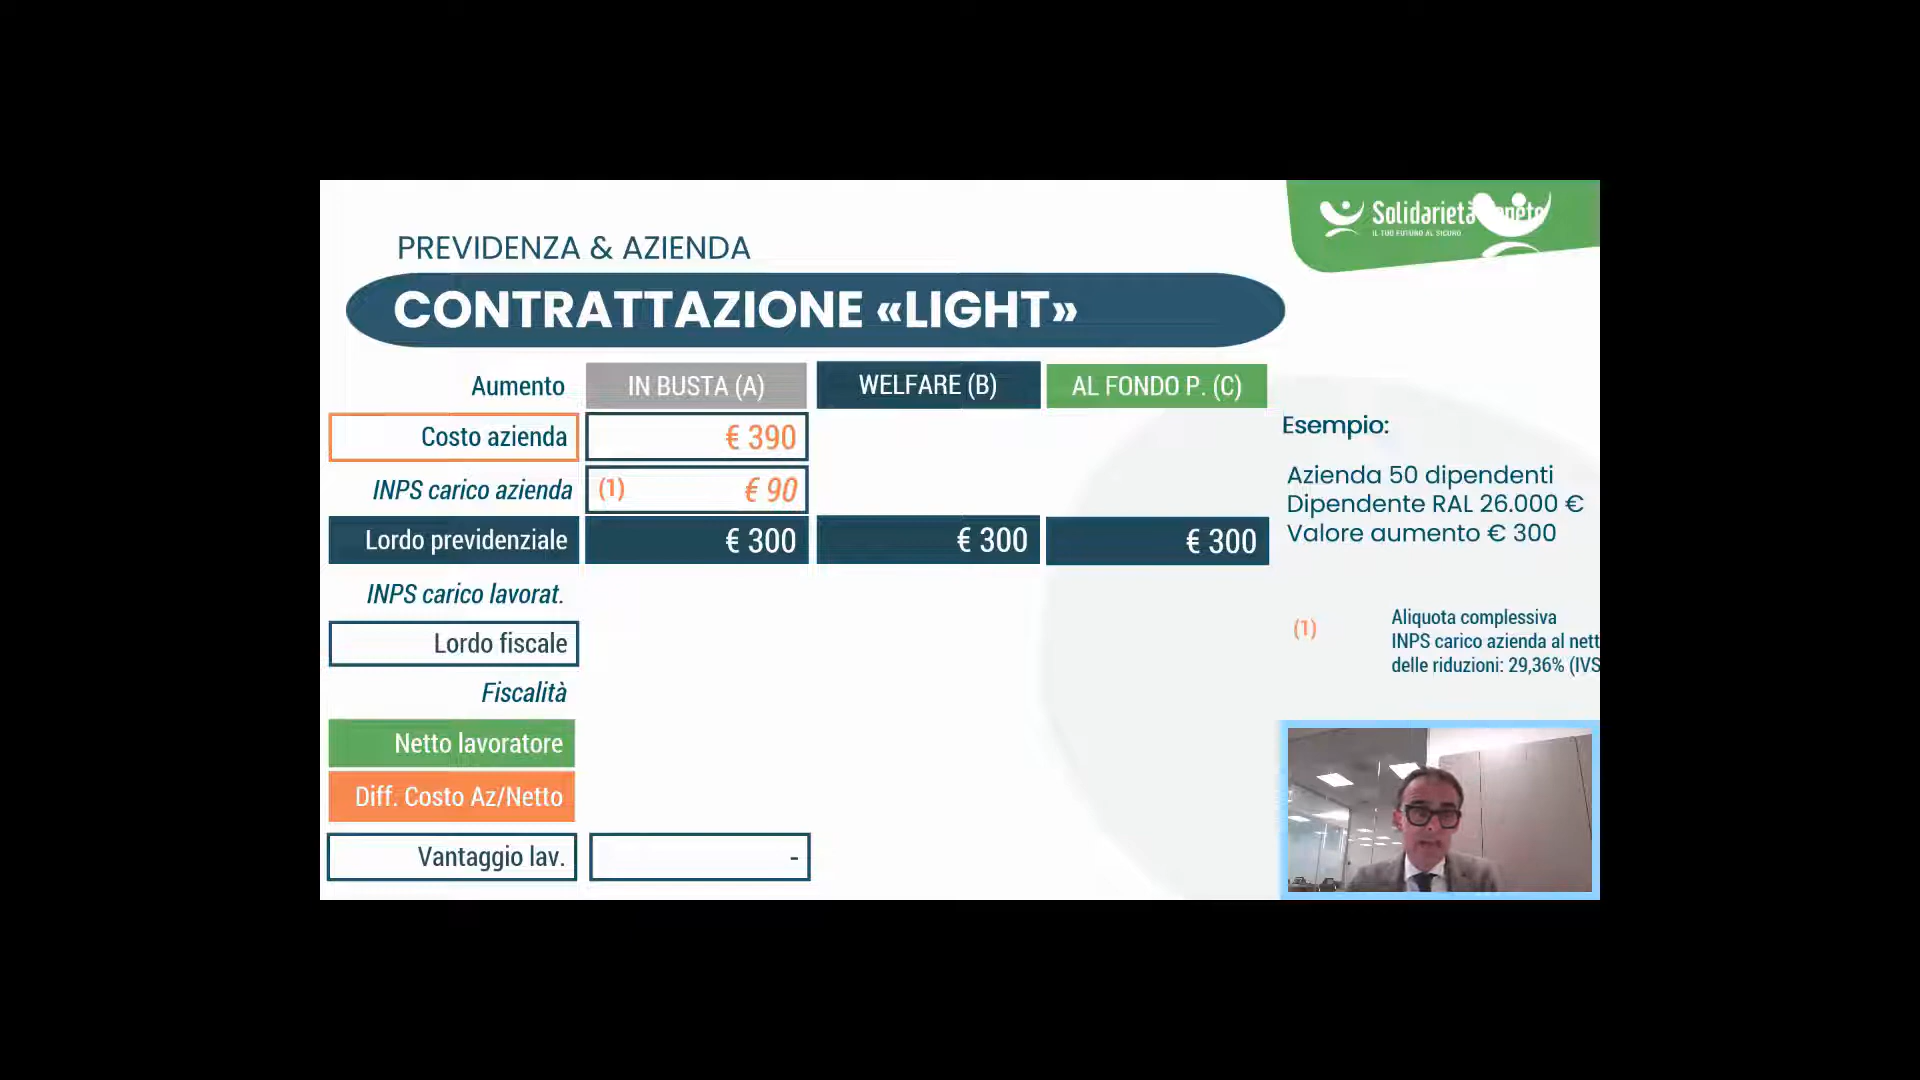 Solidarietà
IL TUO FUTURO AL SICURO
PREVIDENZA & AZIENDA
CONTRATTAZIONE «LIGHT»
Aumento IN BUSTA (A) WELFARE (B) AL FONDO P. (C)
Costo azienda € 390
INPS carico azienda (1) € 90
Lordo previdenziale € 300 € 300 € 300
INPS carico lavorat.
Lordo fiscale
Fiscalità
Netto lavoratore
Diff. Costo Az/Netto
Vantaggio lav. -
Esempio:
Azienda 50 dipendenti
Dipendente RAL 26.000 €
Valore aumento € 300
(1) Aliquota complessiva
INPS carico azienda al nett
delle riduzioni: 29,36% (IVS